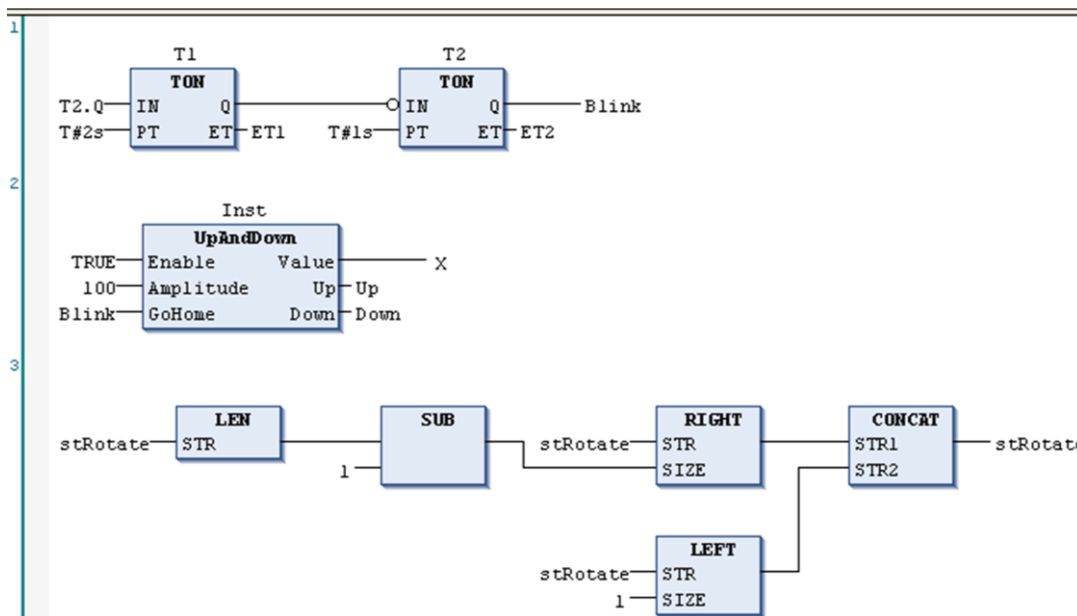 1
T1 T2
TON TON
T2.Q IN Q IN Q Blink
T#2s PT ET ET1 T#1s PT ET ET2
2
Inst
UpAndDown
TRUE Enable Value X
100 Amplitude Up Up
Blink GoHome Down Down
3
LEN SUB RIGHT CONCAT
stRotate STR stRotate STR STR1 stRotate
1 SIZE STR2
LEFT
stRotate STR
1 SIZE